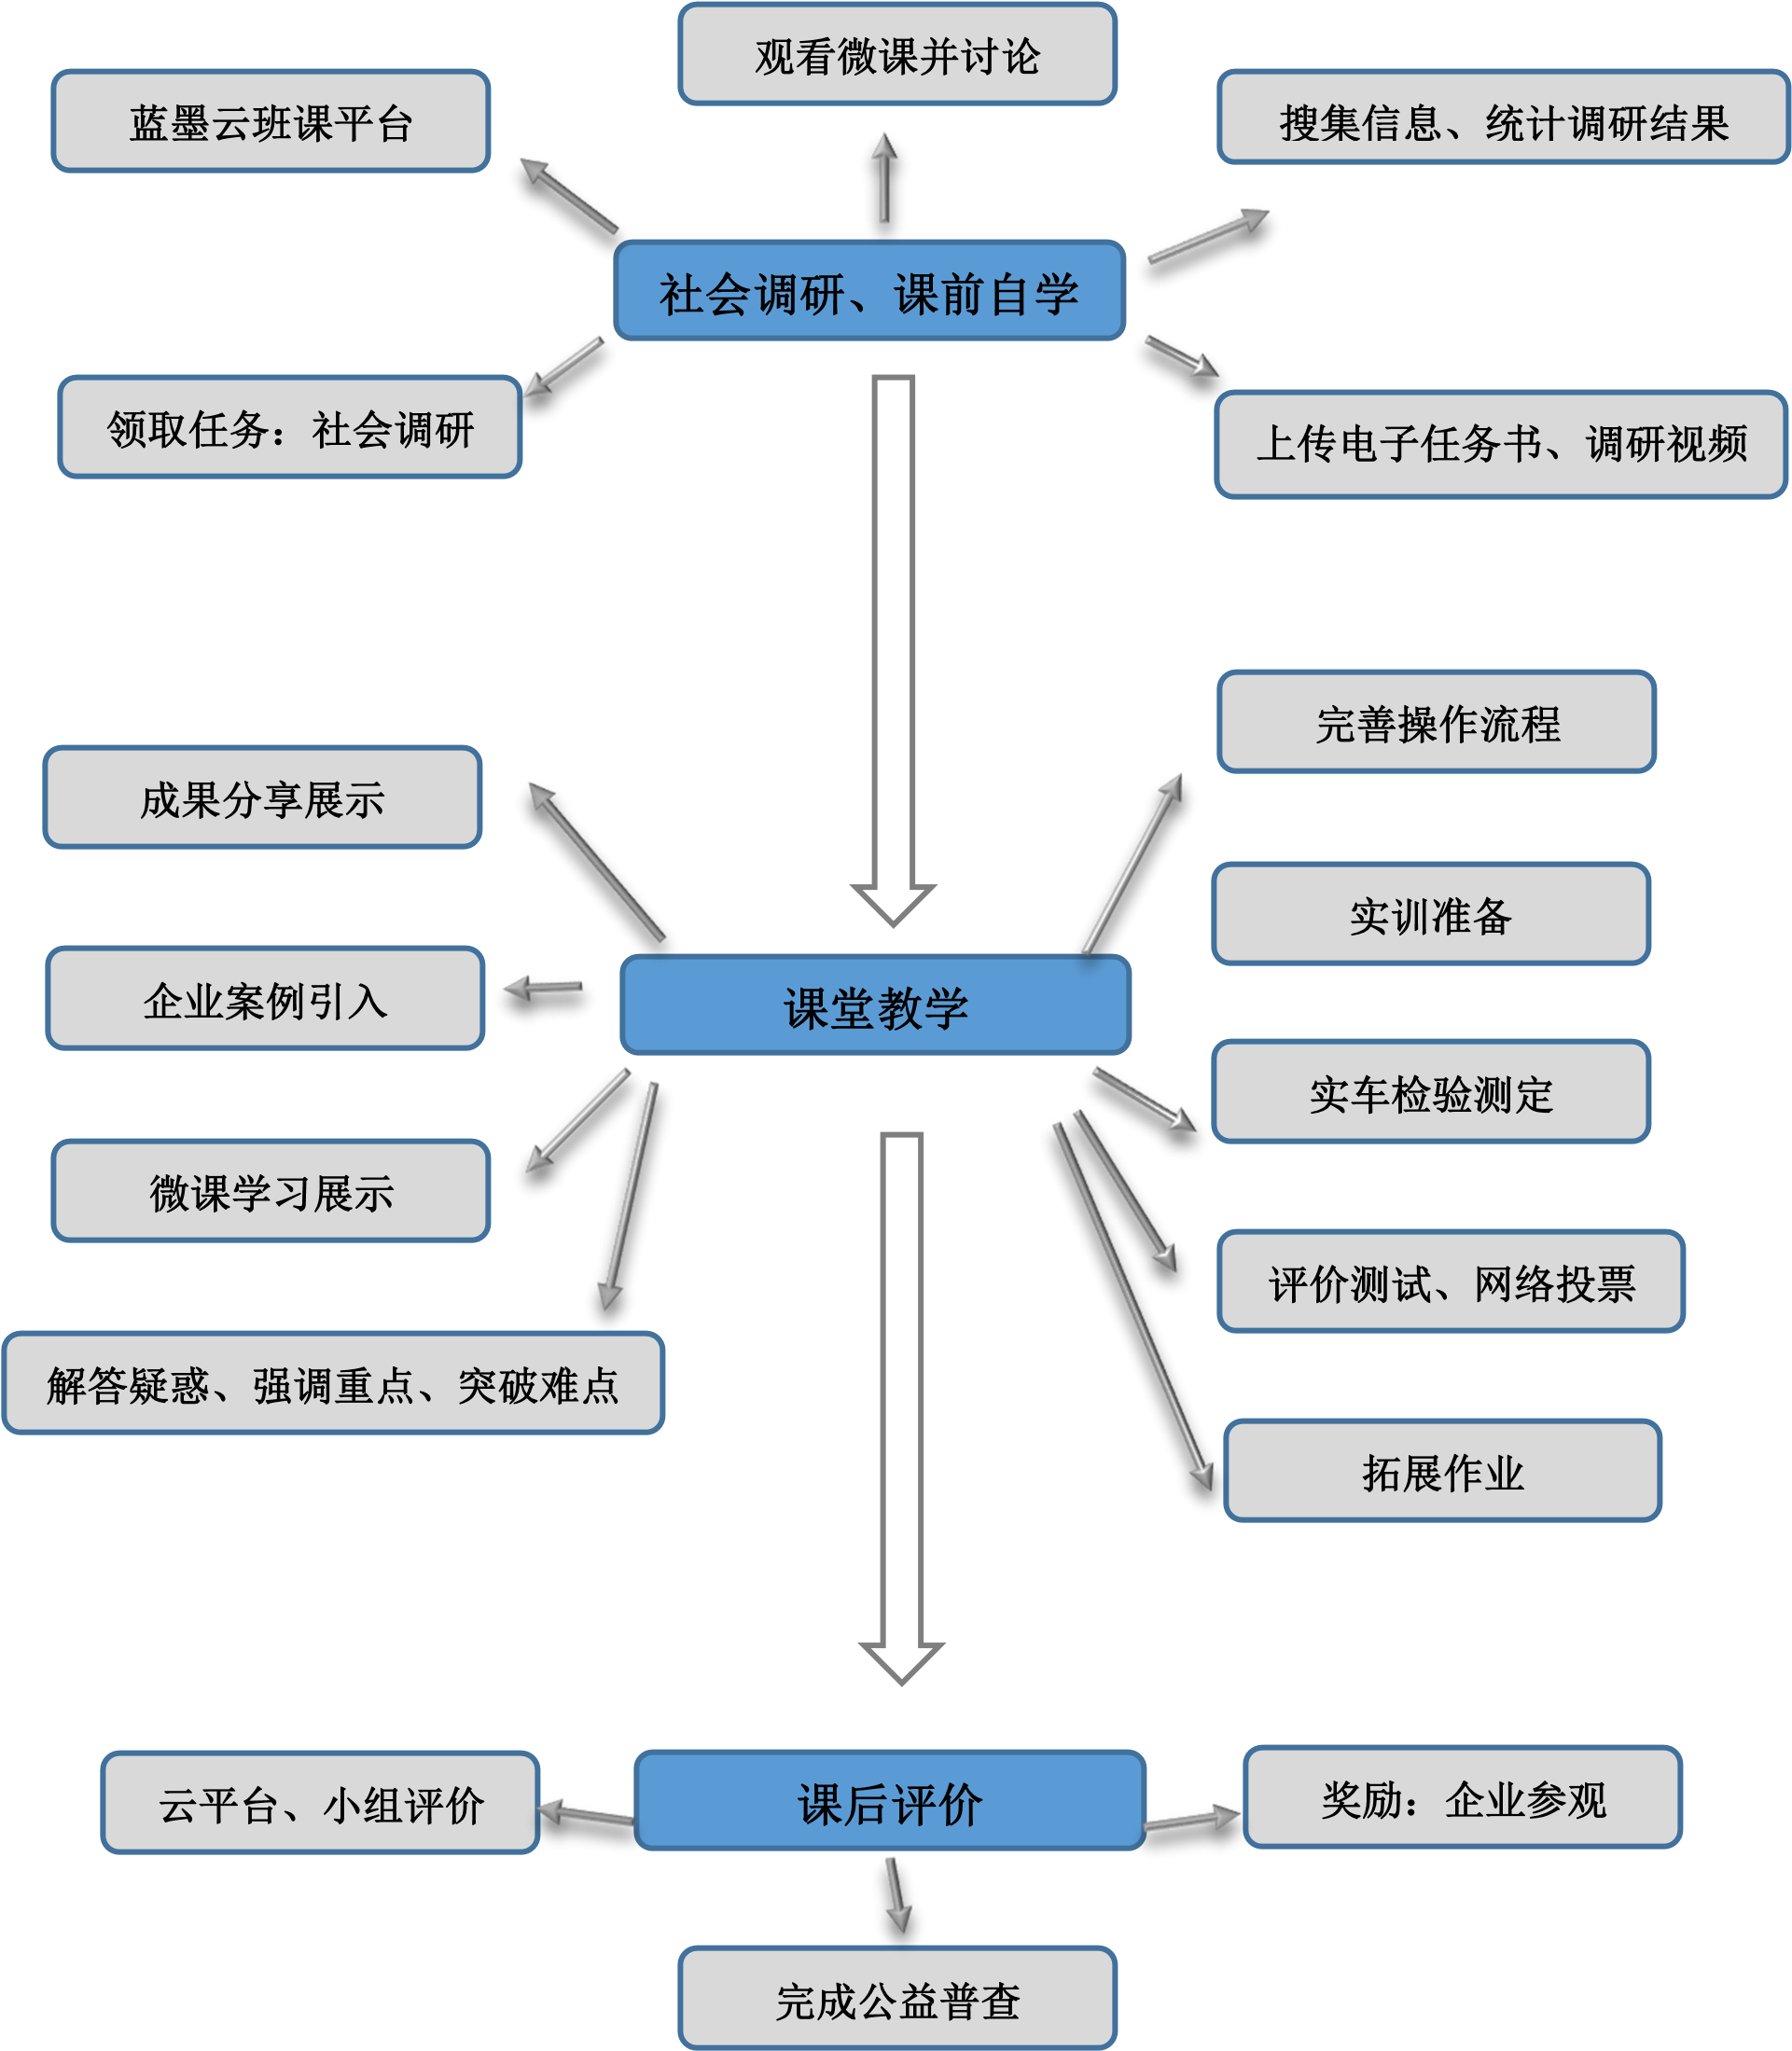 观看微课并讨论
蓝墨云班课平台
搜集信息、统计调研结果
社会调研、课前自学
领取任务：社会调研
上传电子任务书、调研视频
完善操作流程
成果分享展示
实训准备
企业案例引入
课堂教学
实车检验测定
微课学习展示
评价测试、网络投票
解答疑惑、强调重点、突破难点
拓展作业
云平台、小组评价
课后评价
奖励：企业参观
完成公益普查